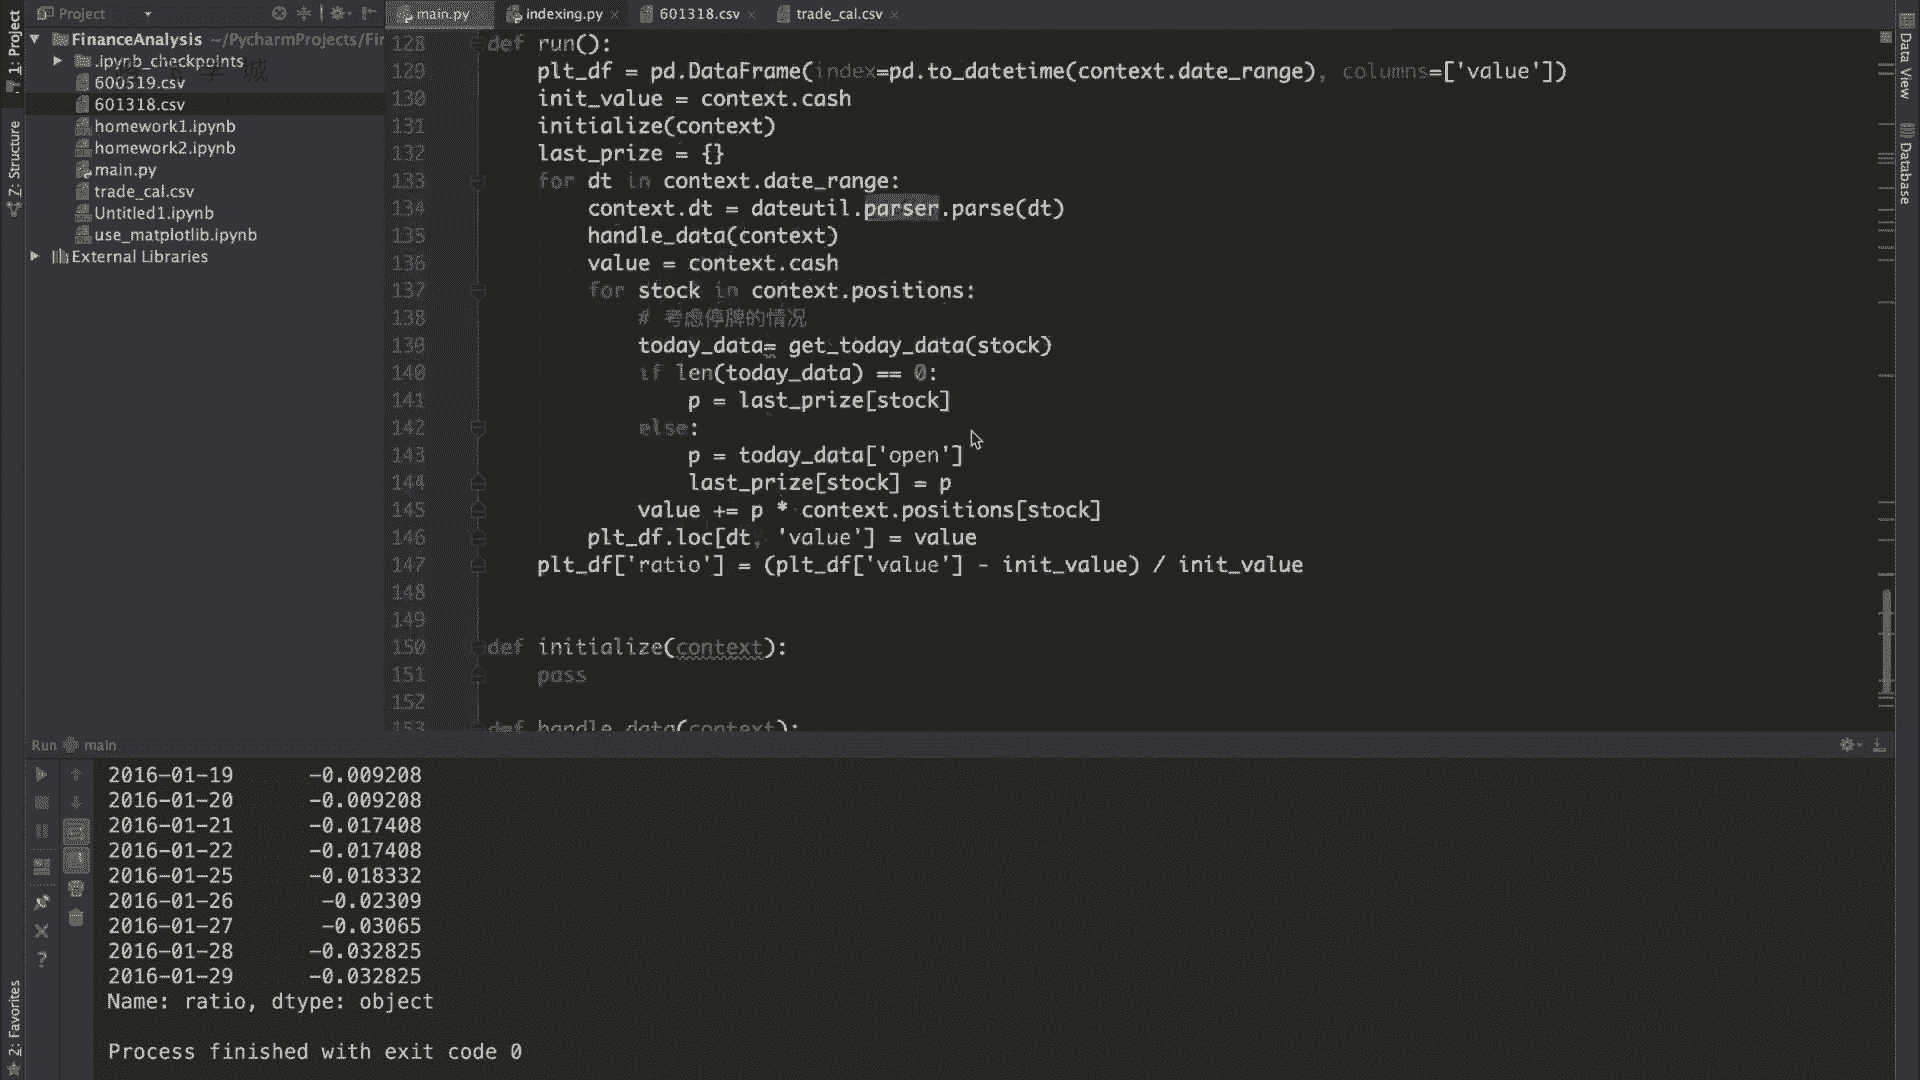 1: Project
Project
FinanceAnalysis ~/PycharmProjects/Fir
.ipynb_checkpoints
600519.csv
601318.csv
homework1.ipynb
homework2.ipynb
main.py
trade_cal.csv
Untitled1.ipynb
use_matplotlib.ipynb
External Libraries
Z: Structure
2: Favorites
main.py
indexing.py
601318.csv
trade_cal.csv
128 def run():
129 plt_df = pd.DataFrame(index=pd.to_datetime(context.date_range), columns=['value'])
130 init_value = context.cash
131 initialize(context)
132 last_prize = {}
133 for dt in context.date_range:
134 context.dt = dateutil.parser.parse(dt)
135 handle_data(context)
136 value = context.cash
137 for stock in context.positions:
138 # 考虑停牌的情况
139 today_data= get_today_data(stock)
140 if len(today_data) == 0:
141 p = last_prize[stock]
142 else:
143 p = today_data['open']
144 last_prize[stock] = p
145 value += p * context.positions[stock]
146 plt_df.loc[dt, 'value'] = value
147 plt_df['ratio'] = (plt_df['value'] - init_value) / init_value
148
149
150 def initialize(context):
151 pass
152
153 def handle_data(context):
Data View
Database
Run main
2016-01-19 -0.009208
2016-01-20 -0.009208
2016-01-21 -0.017408
2016-01-22 -0.017408
2016-01-25 -0.018332
2016-01-26 -0.02309
2016-01-27 -0.03065
2016-01-28 -0.032825
2016-01-29 -0.032825
Name: ratio, dtype: object
Process finished with exit code 0